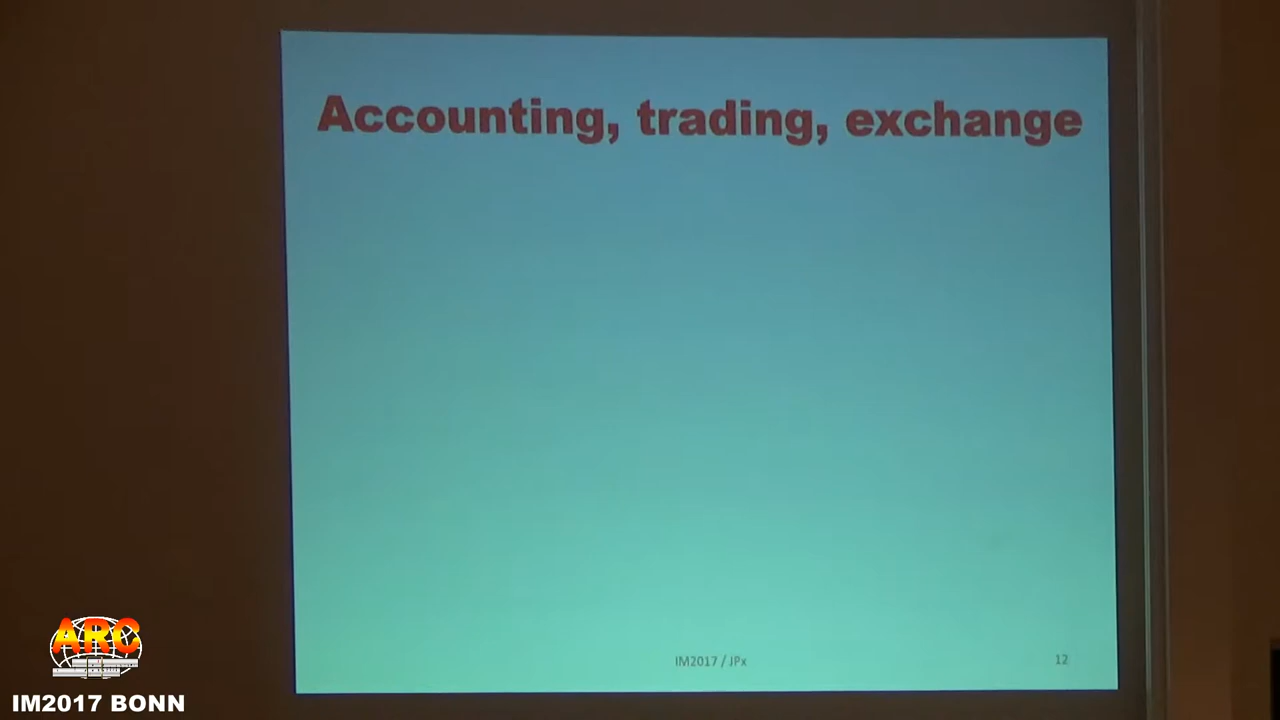 Accounting, trading, exchange
IM2017 / JPx
12
ARC
IM2017 BONN